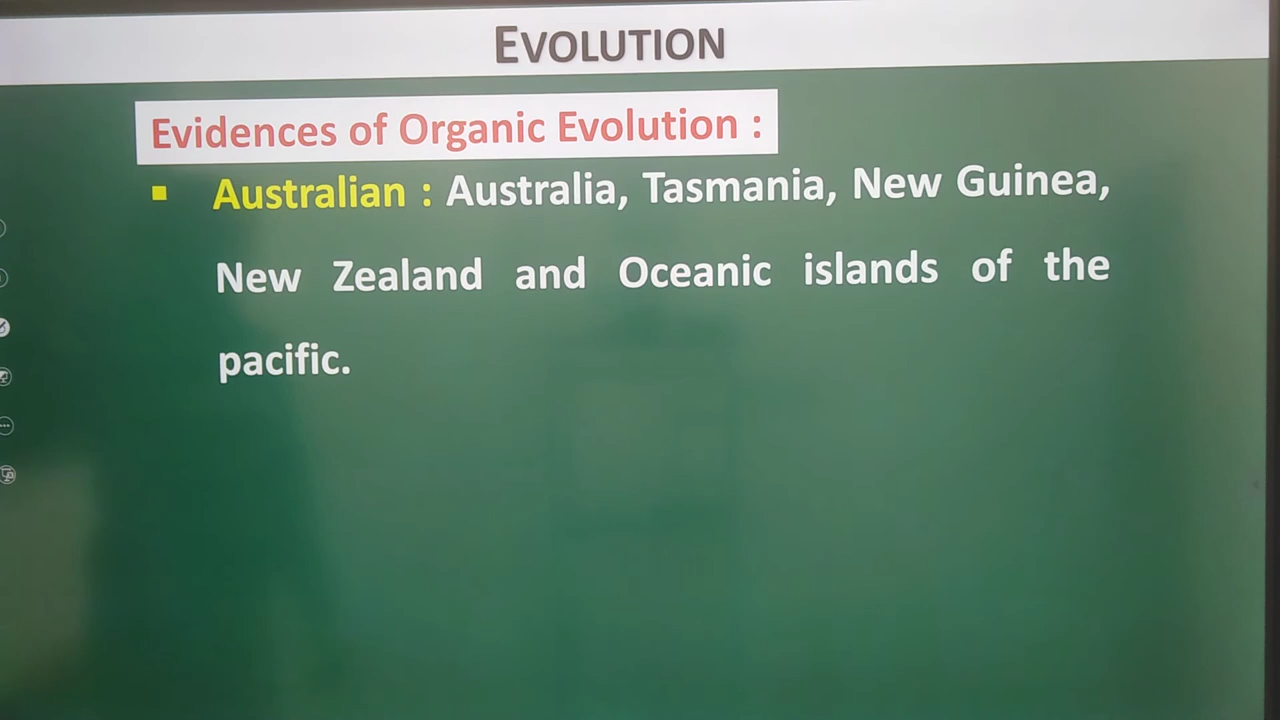 EVOLUTION
Evidences of Organic Evolution :
▪ Australian : Australia, Tasmania, New Guinea,
New Zealand and Oceanic islands of the
pacific.